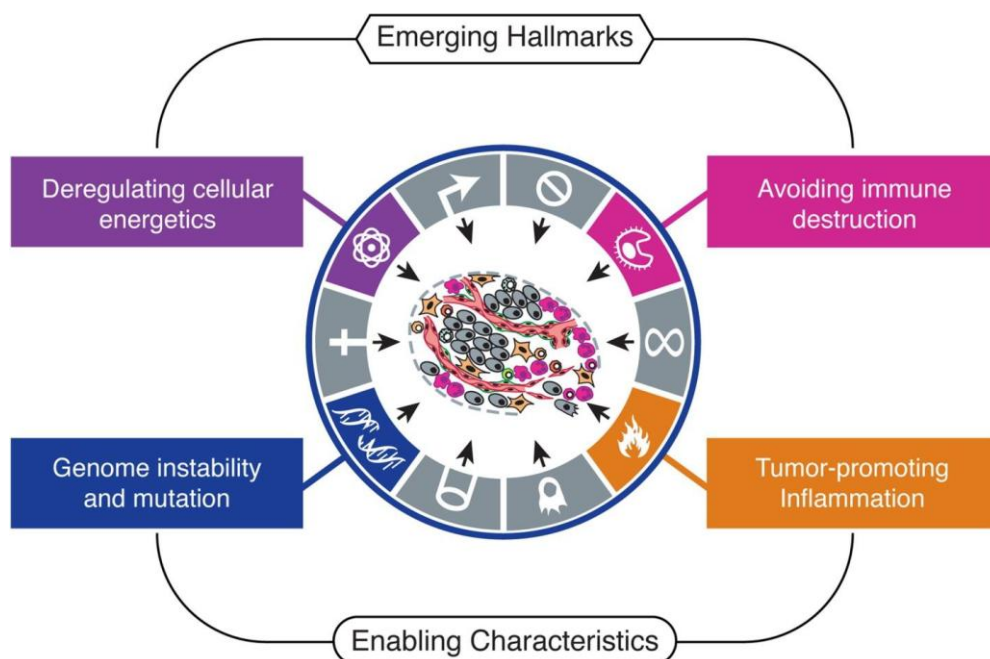 Emerging Hallmarks
Deregulating cellular
energetics
Avoiding immune
destruction
Genome instability
and mutation
Tumor-promoting
Inflammation
Enabling Characteristics